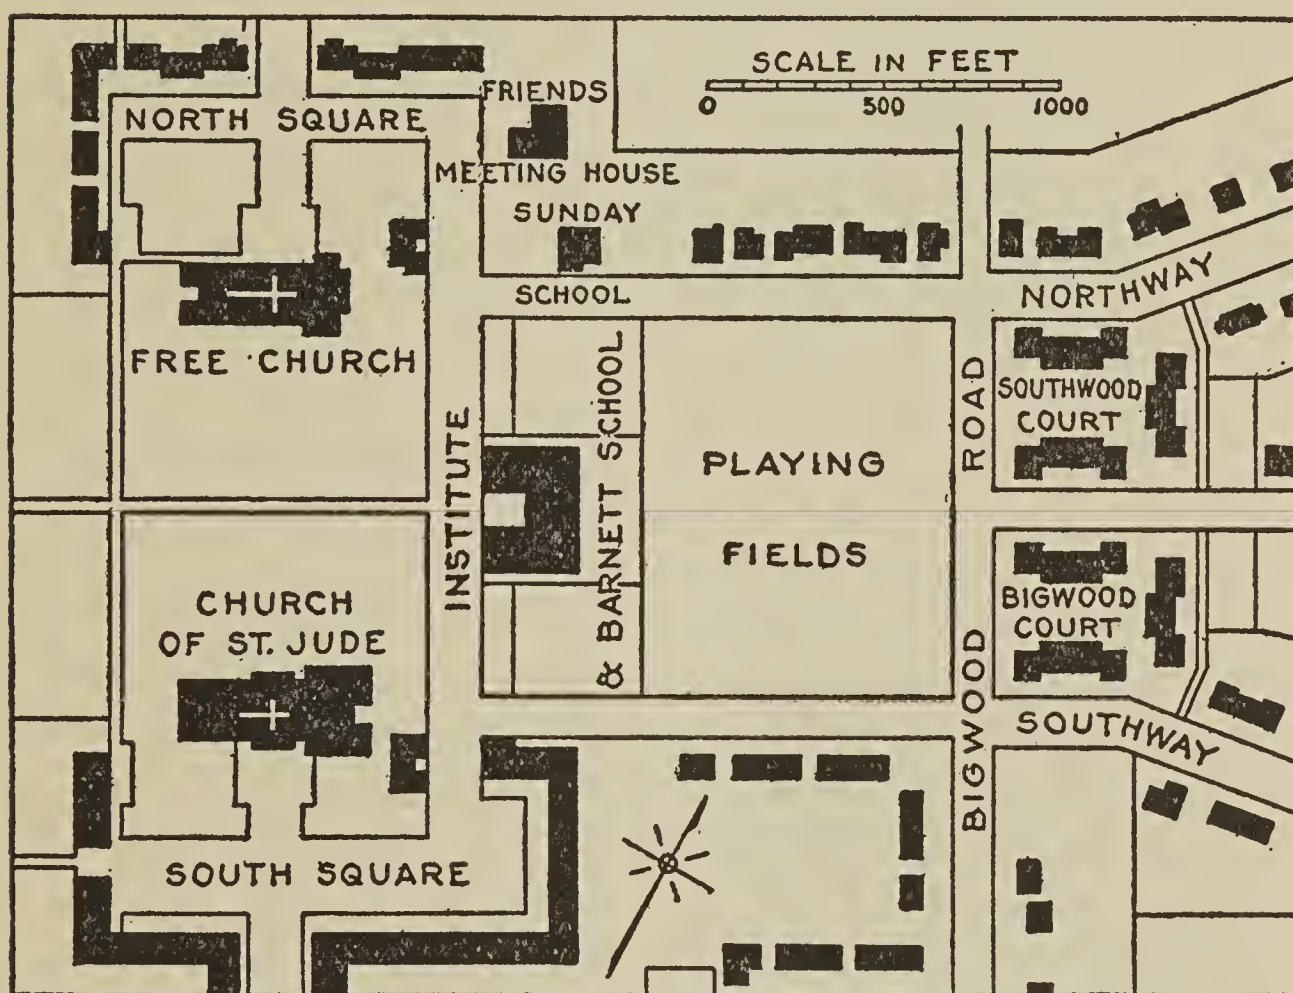 SCALE IN FEET
0 500 1000
FRIENDS
MEETING HOUSE
NORTH SQUARE
SUNDAY
SCHOOL
NORTHWAY
FREE CHURCH
INSTITUTE
& BARNETT SCHOOL
PLAYING
FIELDS
BIGWOOD ROAD
SOUTHWOOD
COURT
BIGWOOD
COURT
CHURCH
OF ST. JUDE
SOUTHWAY
SOUTH SQUARE